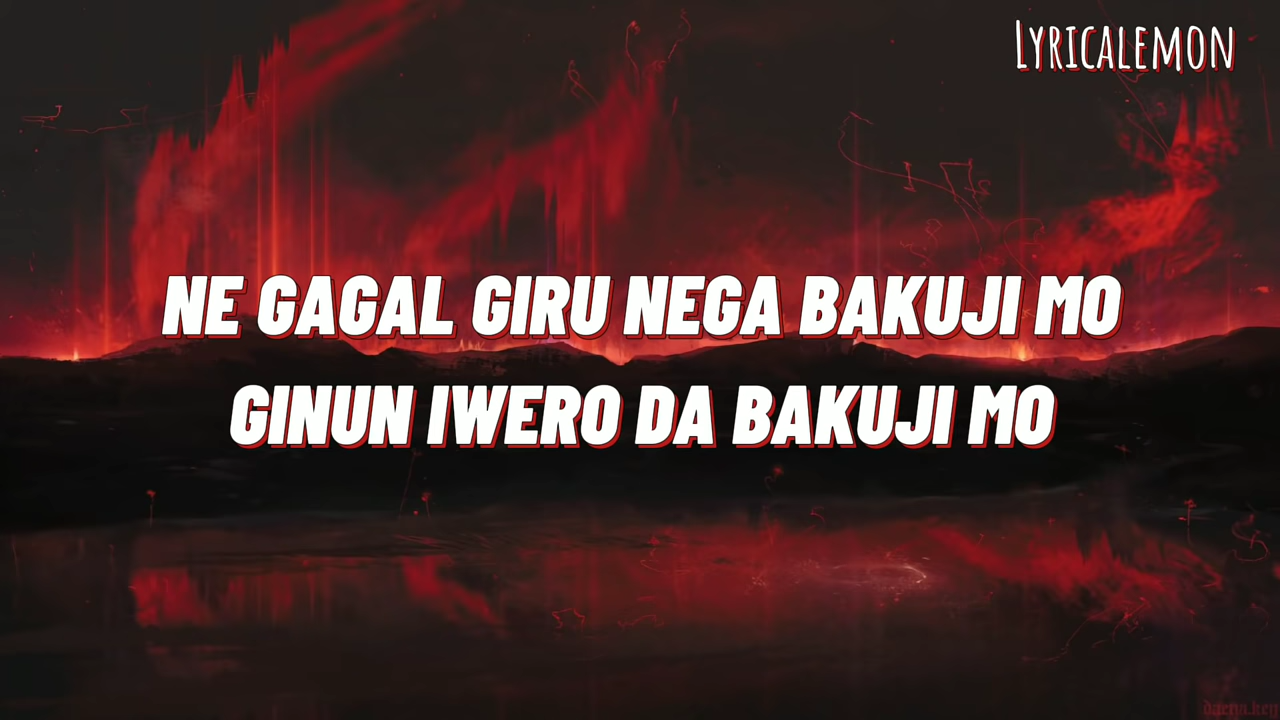 LYRICALEMON
NE GAGAL GIRU NEGA BAKUJI MO
GINUN IWERO DA BAKUJI MO